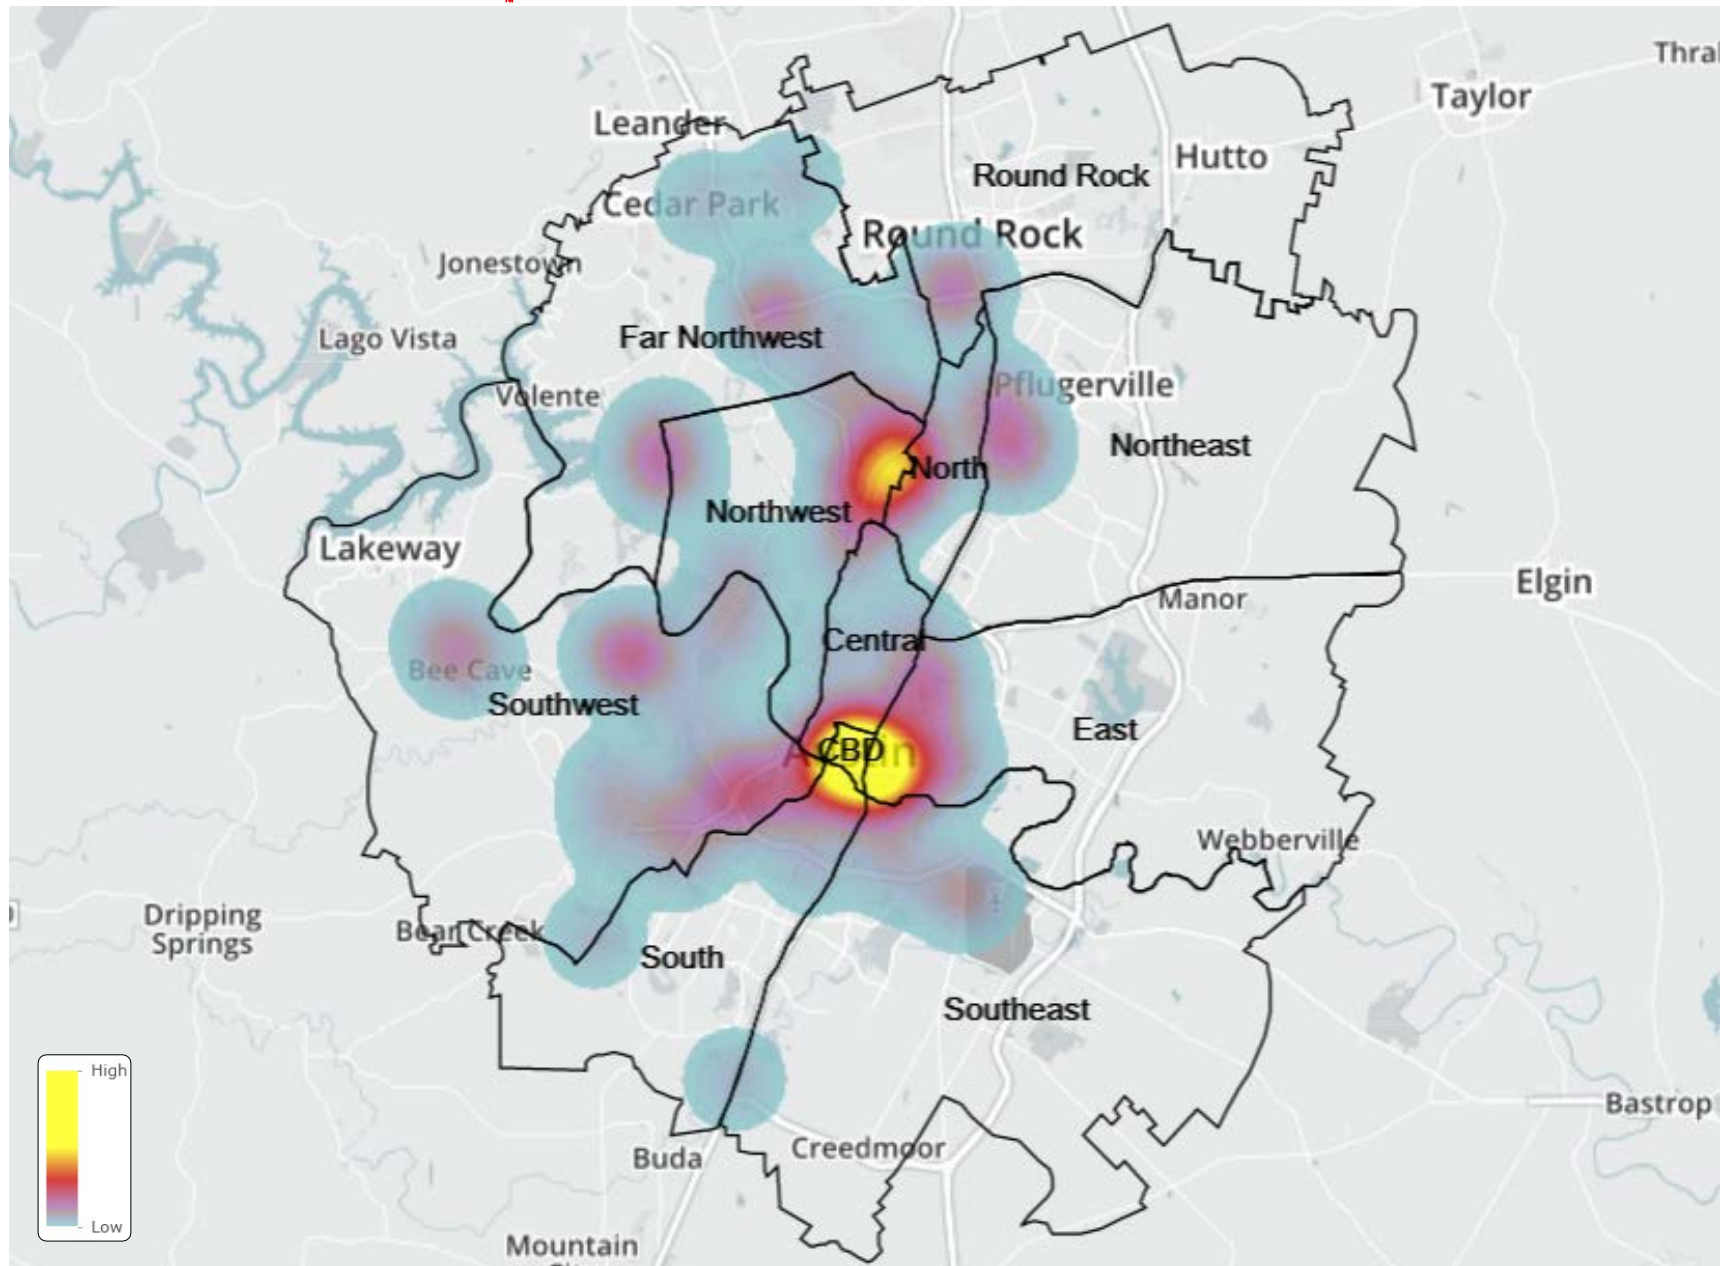 Thral
Taylor
Leander
Hutto
Round Rock
Cedar Park
Round Rock
Jonestown
Lago Vista
Far Northwest
Volente
Pflugerville
Northeast
North
Northwest
Lakeway
Elgin
Manor
Central
Bee Cave
Southwest
East
Austin
CBD
Webberville
Dripping
Springs
Bear Creek
South
Southeast
High
Low
Bastrop
Buda
Creedmoor
Mountain